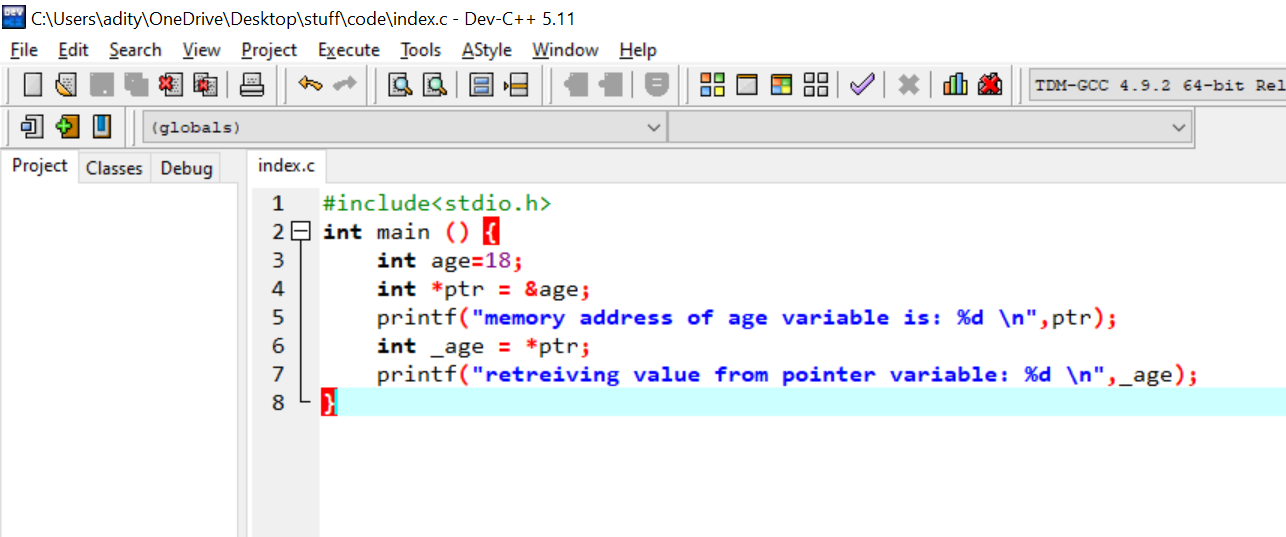 C:\Users\adity\OneDrive\Desktop\stuff\code\index.c - Dev-C++ 5.11
File Edit Search View Project Execute Tools AStyle Window Help
TDM-GCC 4.9.2 64-bit Rel
(globals)
Project Classes Debug index.c
1 #include<stdio.h>
2 int main () {
3 int age=18;
4 int *ptr = &age;
5 printf("memory address of age variable is: %d \n",ptr);
6 int _age = *ptr;
7 printf("retreiving value from pointer variable: %d \n",_age);
8 }